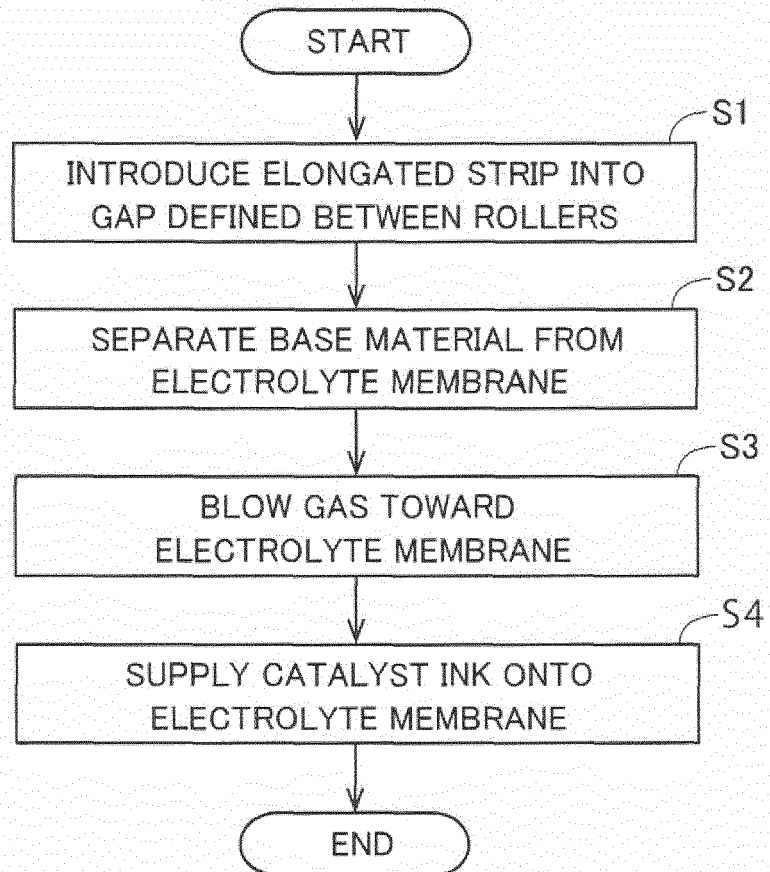 START
S1
INTRODUCE ELONGATED STRIP INTO
GAP DEFINED BETWEEN ROLLERS
S2
SEPARATE BASE MATERIAL FROM
ELECTROLYTE MEMBRANE
S3
BLOW GAS TOWARD
ELECTROLYTE MEMBRANE
S4
SUPPLY CATALYST INK ONTO
ELECTROLYTE MEMBRANE
END